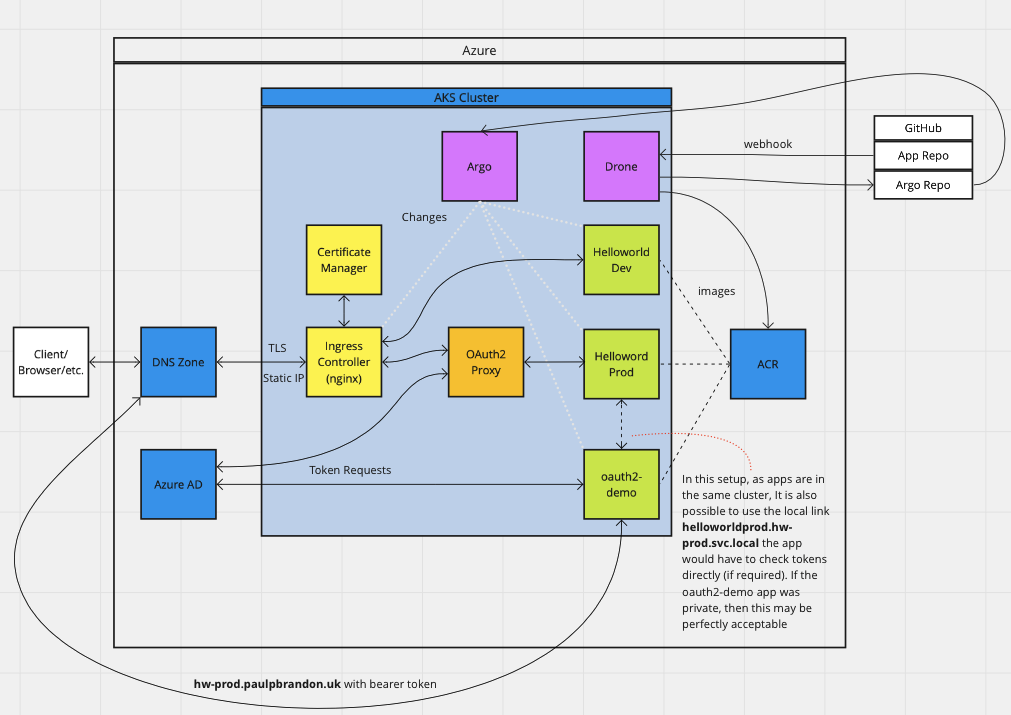 Azure
AKS Cluster
GitHub
App Repo
Argo Repo
webhook
Argo
Drone
Changes
Certificate
Manager
Helloworld
Dev
images
Client/
Browser/etc.
DNS Zone
TLS
Static IP
Ingress
Controller
(nginx)
OAuth2
Proxy
Helloword
Prod
ACR
Azure AD
Token Requests
oauth2-
demo
In this setup, as apps are in
the same cluster, It is also
possible to use the local link
helloworldprod.hw-
prod.svc.local the app
would have to check tokens
directly (if required). If the
oauth2-demo app was
private, then this may be
perfectly acceptable
hw-prod.paulpbrandon.uk with bearer token